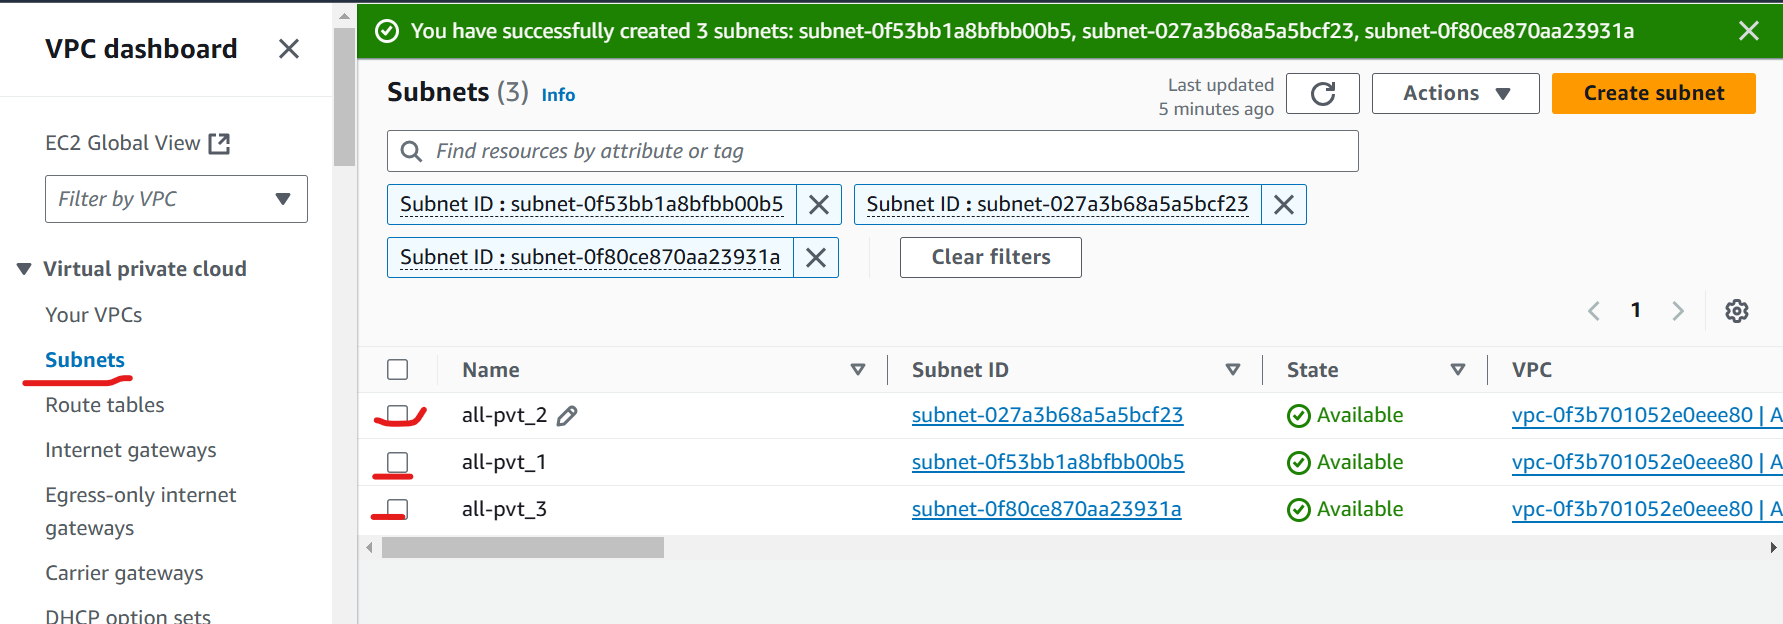 VPC dashboard
EC2 Global View
Filter by VPC
Virtual private cloud
Your VPCs
Subnets
Route tables
Internet gateways
Egress-only internet
gateways
Carrier gateways
DHCP option sets
You have successfully created 3 subnets: subnet-0f53bb1a8bfbb00b5, subnet-027a3b68a5a5bcf23, subnet-0f80ce870aa23931a
Subnets (3) Info
Last updated
5 minutes ago
Actions
Create subnet
Find resources by attribute or tag
Subnet ID : subnet-0f53bb1a8bfbb00b5
Subnet ID : subnet-027a3b68a5a5bcf23
Subnet ID : subnet-0f80ce870aa23931a
Clear filters
1
Name Subnet ID State VPC
all-pvt_2 subnet-027a3b68a5a5bcf23 Available vpc-0f3b701052e0eee80 | A
all-pvt_1 subnet-0f53bb1a8bfbb00b5 Available vpc-0f3b701052e0eee80 | A
all-pvt_3 subnet-0f80ce870aa23931a Available vpc-0f3b701052e0eee80 | A